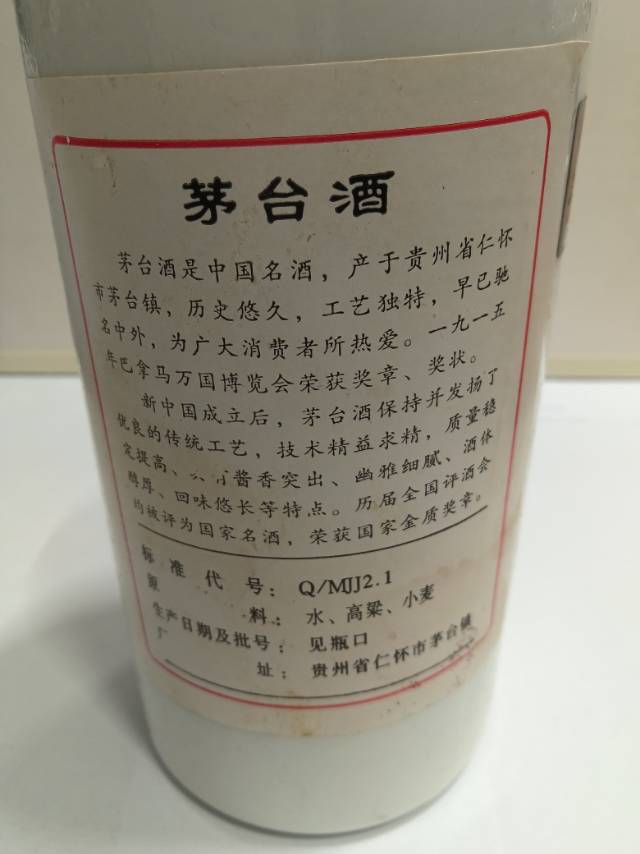 茅台酒
茅台酒是中国名酒，产于贵州省仁怀
市茅台镇，历史悠久，工艺独特，早已驰
名中外，为广大消费者所热爱。一九一五
年巴拿马万国博览会荣获奖章、奖状。
新中国成立后，茅台酒保持并发扬了
优良的传统工艺，技术精益求精，质量稳
定提高、酱香突出、幽雅细腻、酒体
醇厚、回味悠长等特点。历届全国评酒会
均被评为国家名酒，荣获国家金质奖章。
标准代号：Q/MJJ2.1
原料：水、高粱、小麦
生产日期及批号：见瓶口
厂址：贵州省仁怀市茅台镇